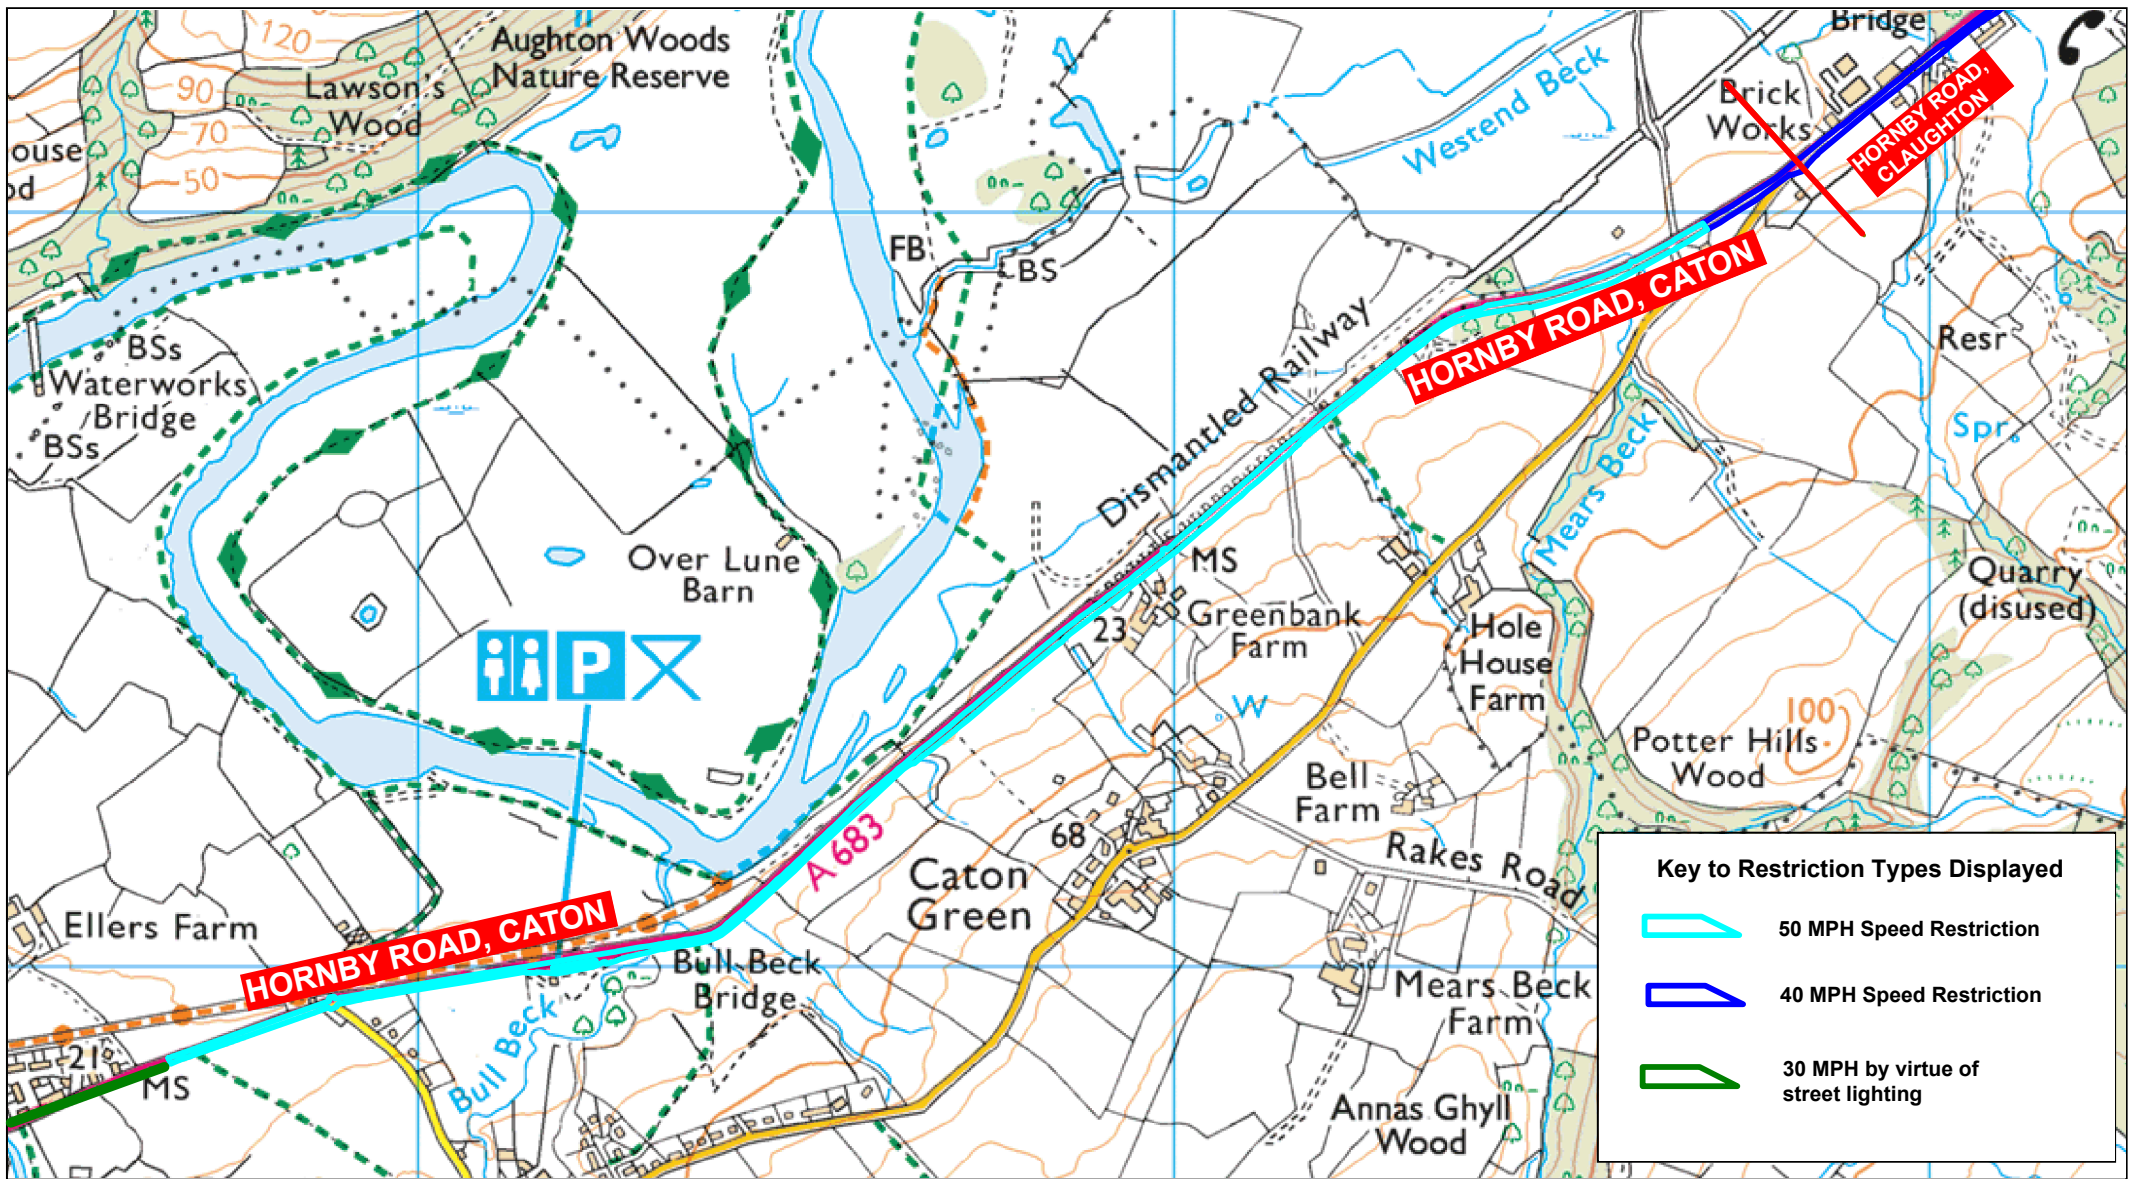 120
90
70
50
Lawson's
Wood
Aughton Woods
Nature Reserve
ouse
od
BSs
Waterworks
Bridge
BSs
FB
CBS
Westend Beck
Bridge
Brick
Works
HORNBY ROAD,
CLAUGHTON
HORNBY ROAD, CATON
Dismantled Railway
Resr
Spr
Mears Beck
Over Lune
Barn
P
MS
23
Greenbank
Farm
W
Hole
House
Farm
Quarry
(disused)
100
Potter Hills
Wood
Bell
Farm
68
Caton
Green
Rakes Road
A 683
Ellers Farm
HORNBY ROAD, CATON
Bull Beck
Bridge
Bull Beck
21
MS
Mears Beck
Farm
Annas Ghyll
Wood
Key to Restriction Types Displayed
50 MPH Speed Restriction
40 MPH Speed Restriction
30 MPH by virtue of
street lighting